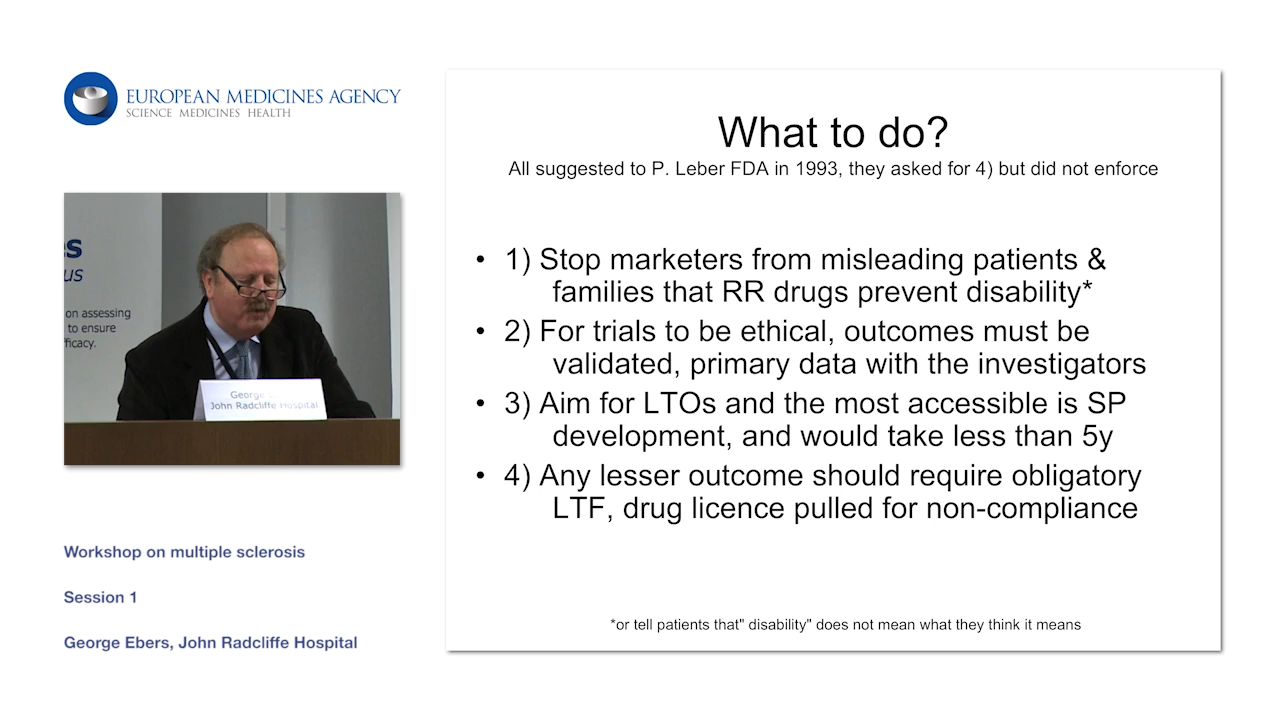 EUROPEAN MEDICINES AGENCY
SCIENCE MEDICINES HEALTH
s
us
on assessing
to ensure
ficacy.
George
John Radcliffe Hospital
Workshop on multiple sclerosis
Session 1
George Ebers, John Radcliffe Hospital
What to do?
All suggested to P. Leber FDA in 1993, they asked for 4) but did not enforce
• 1) Stop marketers from misleading patients &
families that RR drugs prevent disability*
• 2) For trials to be ethical, outcomes must be
validated, primary data with the investigators
• 3) Aim for LTOs and the most accessible is SP
development, and would take less than 5y
• 4) Any lesser outcome should require obligatory
LTF, drug licence pulled for non-compliance
*or tell patients that" disability" does not mean what they think it means